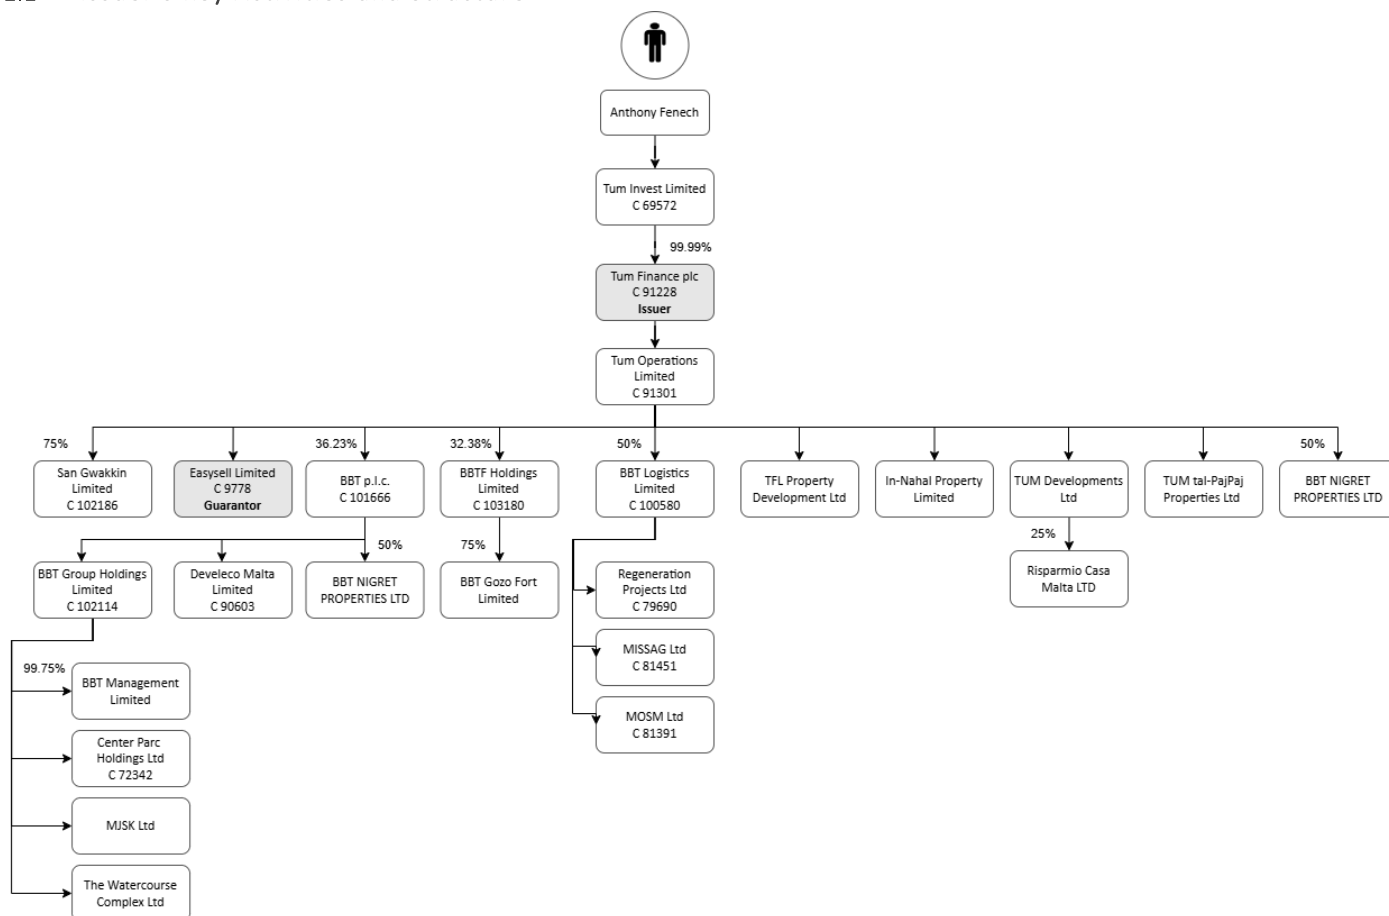 Anthony Fenech
Tum Invest Limited
C 69572
99.99%
Tum Finance plc
C 91228
Issuer
Tum Operations
Limited
C 91301
75%
36.23%
32.38%
50%
50%
San Gwakkin
Limited
C 102186
Easysell Limited
C 9778
Guarantor
BBT p.l.c.
C 101666
BBTF Holdings
Limited
C 103180
BBT Logistics
Limited
C 100580
TFL Property
Development Ltd
In-Nahal Property
Limited
TUM Developments
Ltd
TUM tal-PajPaj
Properties Ltd
BBT NIGRET
PROPERTIES LTD
50%
75%
25%
BBT Group Holdings
Limited
C 102114
Develeco Malta
Limited
C 90603
BBT NIGRET
PROPERTIES LTD
BBT Gozo Fort
Limited
Regeneration
Projects Ltd
C 79690
Risparmio Casa
Malta LTD
MISSAG Ltd
C 81451
MOSM Ltd
C 81391
99.75%
BBT Management
Limited
Center Parc
Holdings Ltd
C 72342
MJSK Ltd
The Watercourse
Complex Ltd